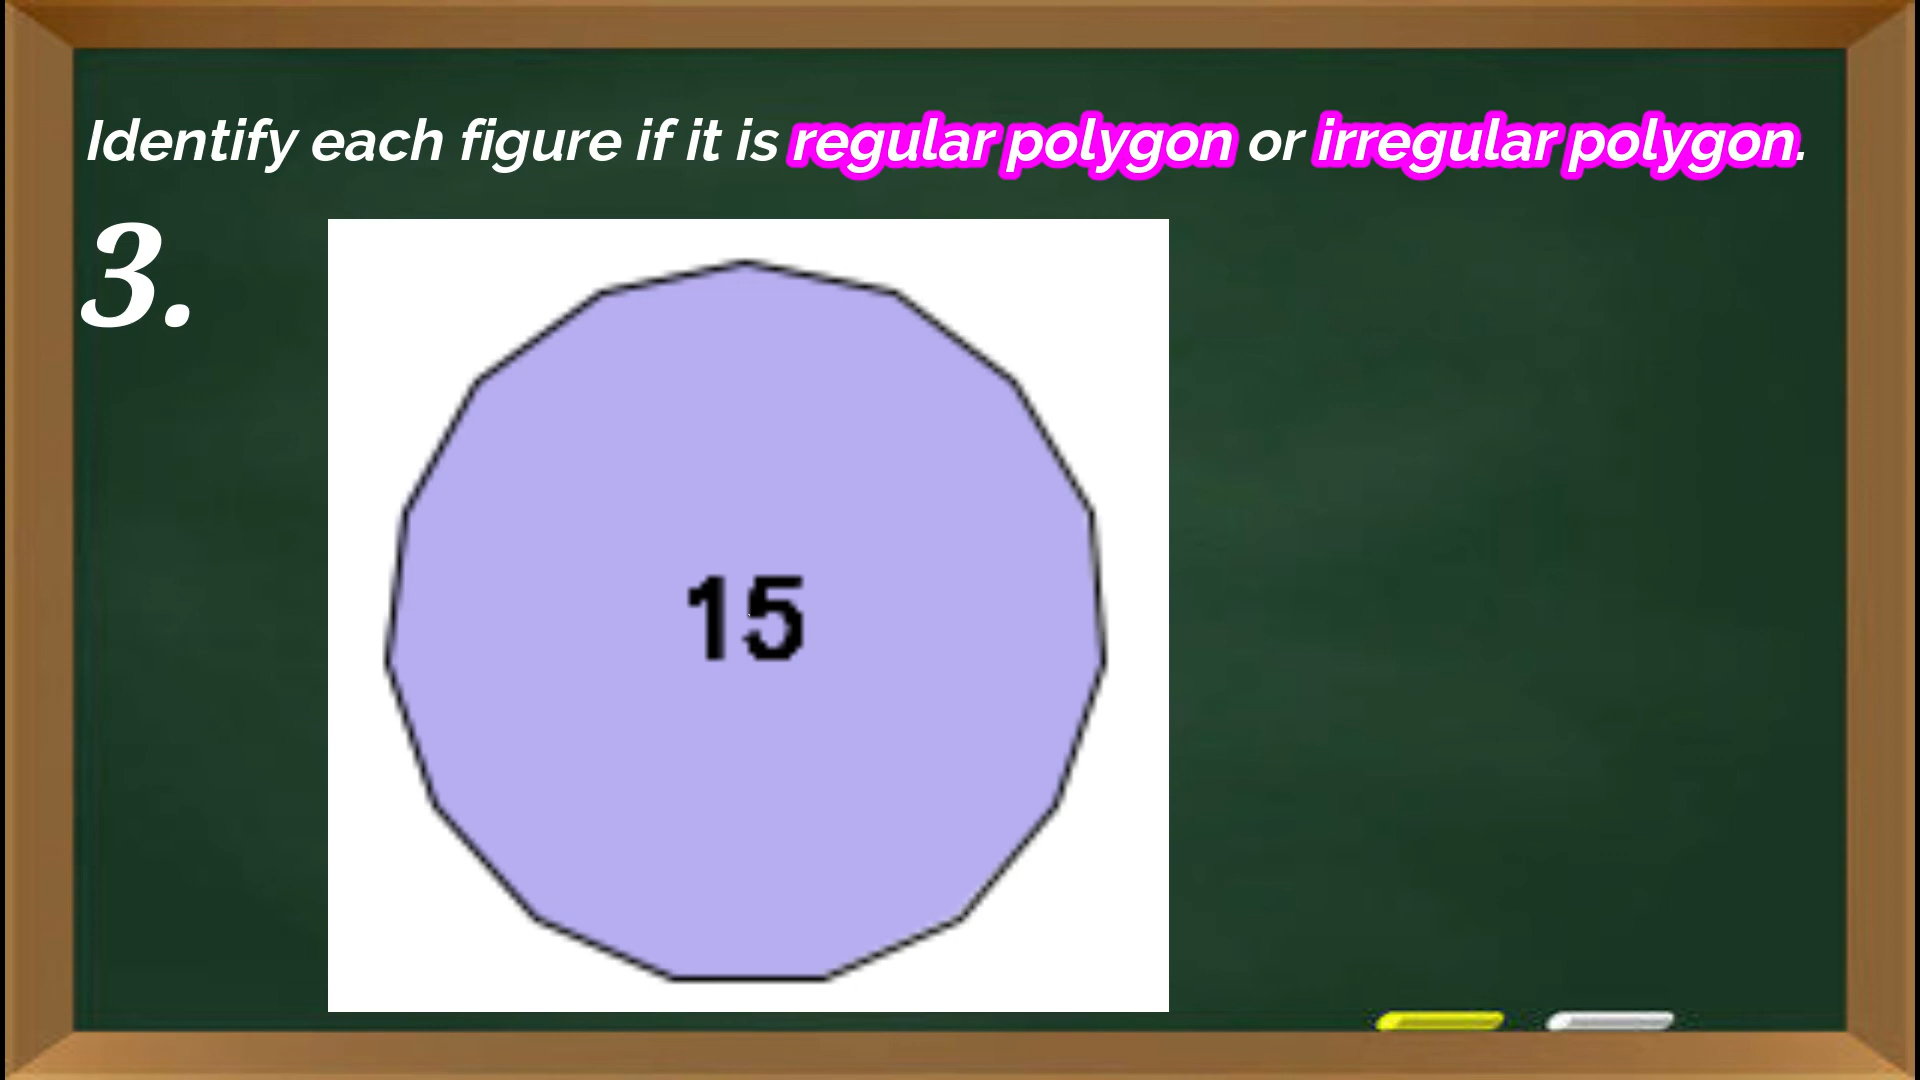 Identify each figure if it is regular polygon or irregular polygon.
3.
15